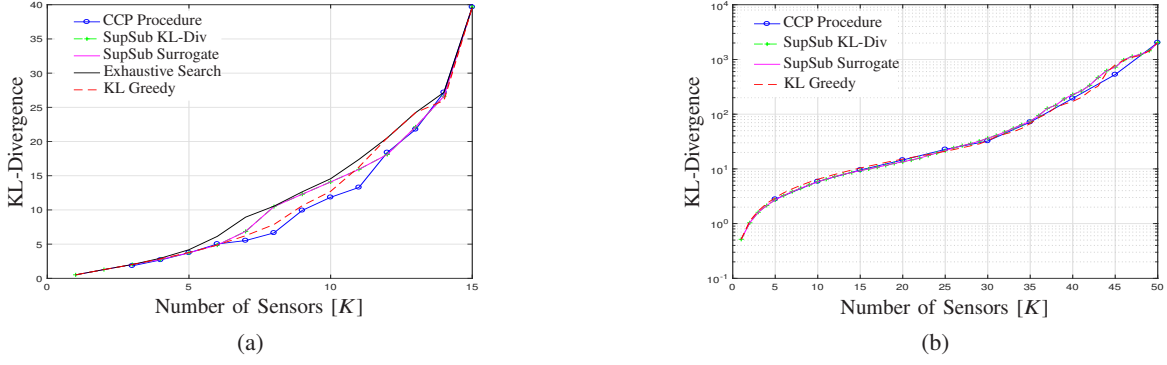 40
35
30
25
20
15
10
5
0
KL-Divergence
CCP Procedure
SupSub KL-Div
SupSub Surrogate
Exhaustive Search
KL Greedy
0 5 10 15
Number of Sensors [K]
(a)
10^4
10^3
10^2
10^1
10^0
10^-1
KL-Divergence
CCP Procedure
SupSub KL-Div
SupSub Surrogate
KL Greedy
0 5 10 15 20 25 30 35 40 45 50
Number of Sensors [K]
(b)